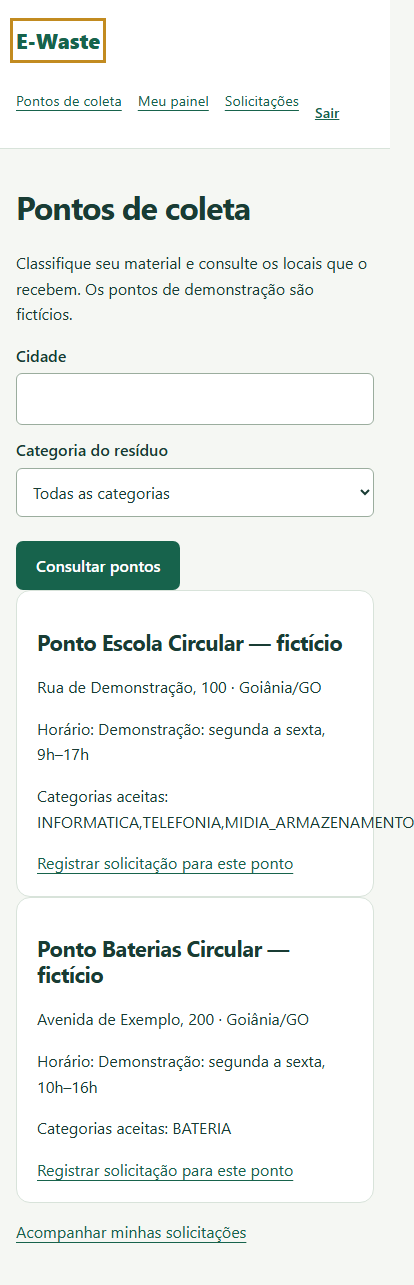 E-Waste
Pontos de coleta Meu painel Solicitações Sair
Pontos de coleta
Classifique seu material e consulte os locais que o
recebem. Os pontos de demonstração são
fictícios.
Cidade
Categoria do resíduo
Todas as categorias
Consultar pontos
Ponto Escola Circular — fictício
Rua de Demonstração, 100 · Goiânia/GO
Horário: Demonstração: segunda a sexta,
9h–17h
Categorias aceitas:
INFORMATICA,TELEFONIA,MIDIA_ARMAZENAMENTO
Registrar solicitação para este ponto
Ponto Baterias Circular —
fictício
Avenida de Exemplo, 200 · Goiânia/GO
Horário: Demonstração: segunda a sexta,
10h–16h
Categorias aceitas: BATERIA
Registrar solicitação para este ponto
Acompanhar minhas solicitações